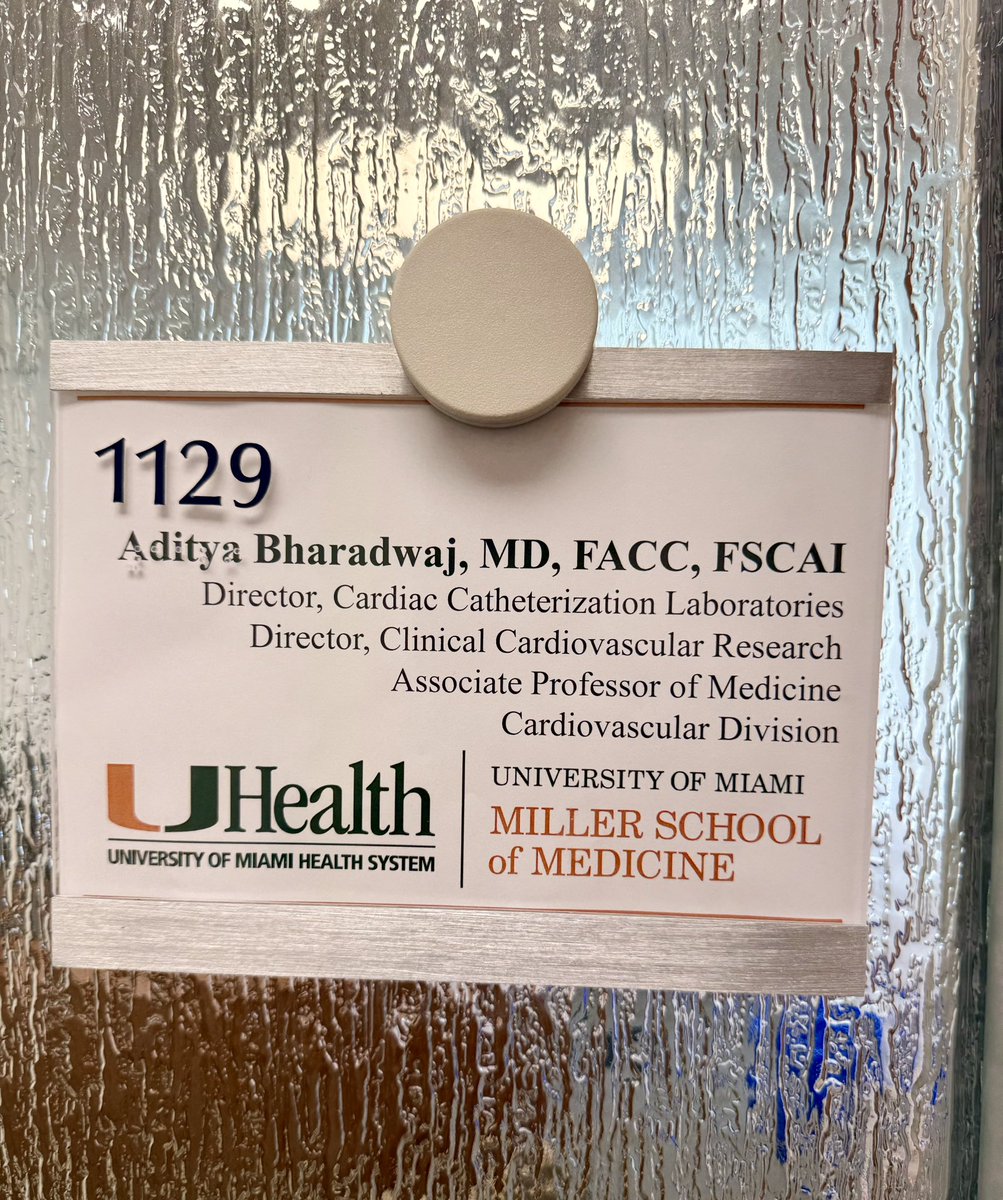 1129
Aditya Bharadwaj, MD, FACC, FSCAI
Director, Cardiac Catheterization Laboratories
Director, Clinical Cardiovascular Research
Associate Professor of Medicine
Cardiovascular Division
UHealth
UNIVERSITY OF MIAMI HEALTH SYSTEM
UNIVERSITY OF MIAMI
MILLER SCHOOL
of MEDICINE